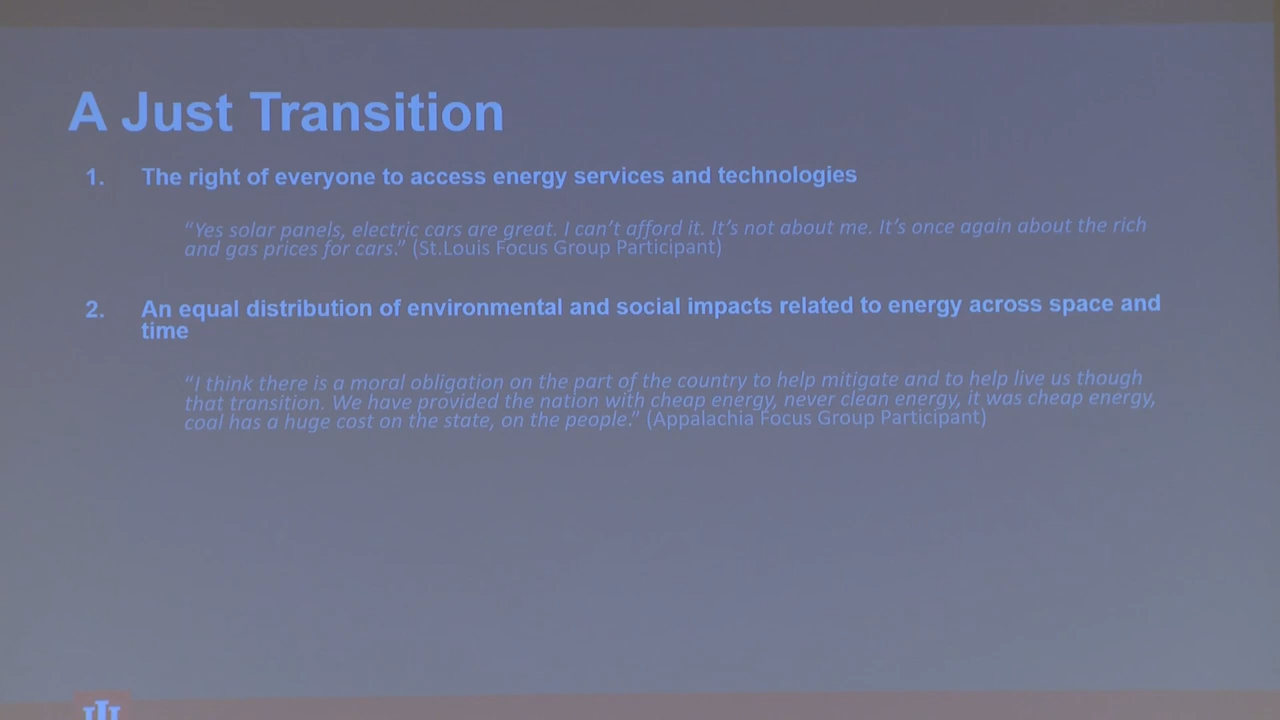 A Just Transition
1. The right of everyone to access energy services and technologies
“Yes solar panels, electric cars are great. I can’t afford it. It’s not about me. It’s once again about the rich
and gas prices for cars.” (St.Louis Focus Group Participant)
2. An equal distribution of environmental and social impacts related to energy across space and
time
“I think there is a moral obligation on the part of the country to help mitigate and to help live us though
that transition. We have provided the nation with cheap energy, never clean energy, it was cheap energy,
coal has a huge cost on the state, on the people.” (Appalachia Focus Group Participant)